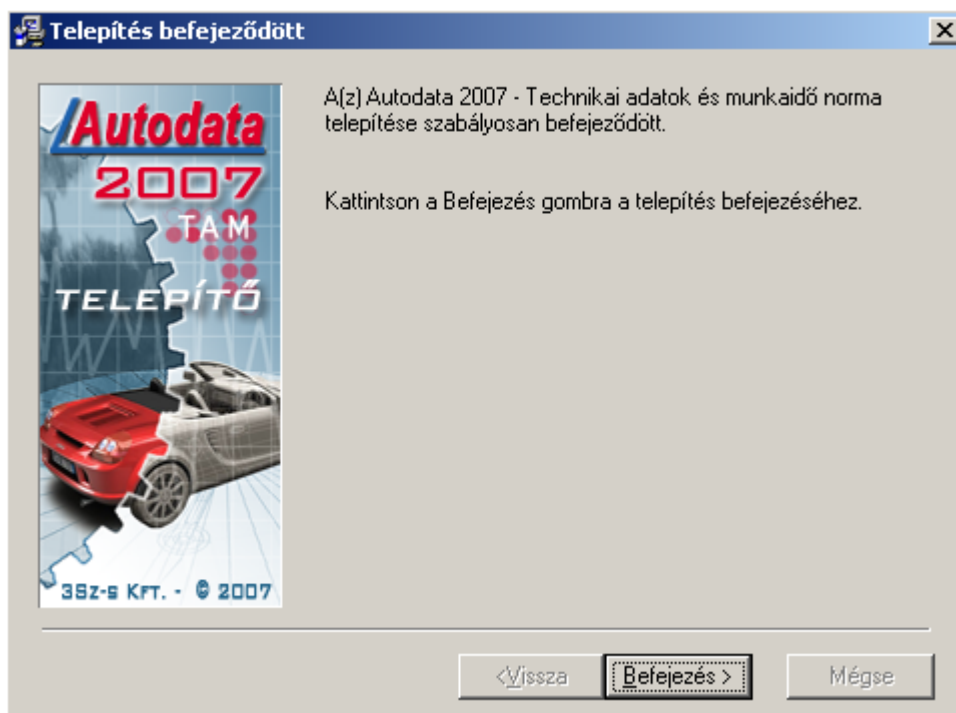 Telepítés befejeződött
Autodata
2007
TAM
TELEPÍTŐ
3Sz-s Kft. - © 2007
A(z) Autodata 2007 - Technikai adatok és munkaidő norma
telepítése szabályosan befejeződött.
Kattintson a Befejezés gombra a telepítés befejezéséhez.
<Vissza
Befejezés >
Mégse